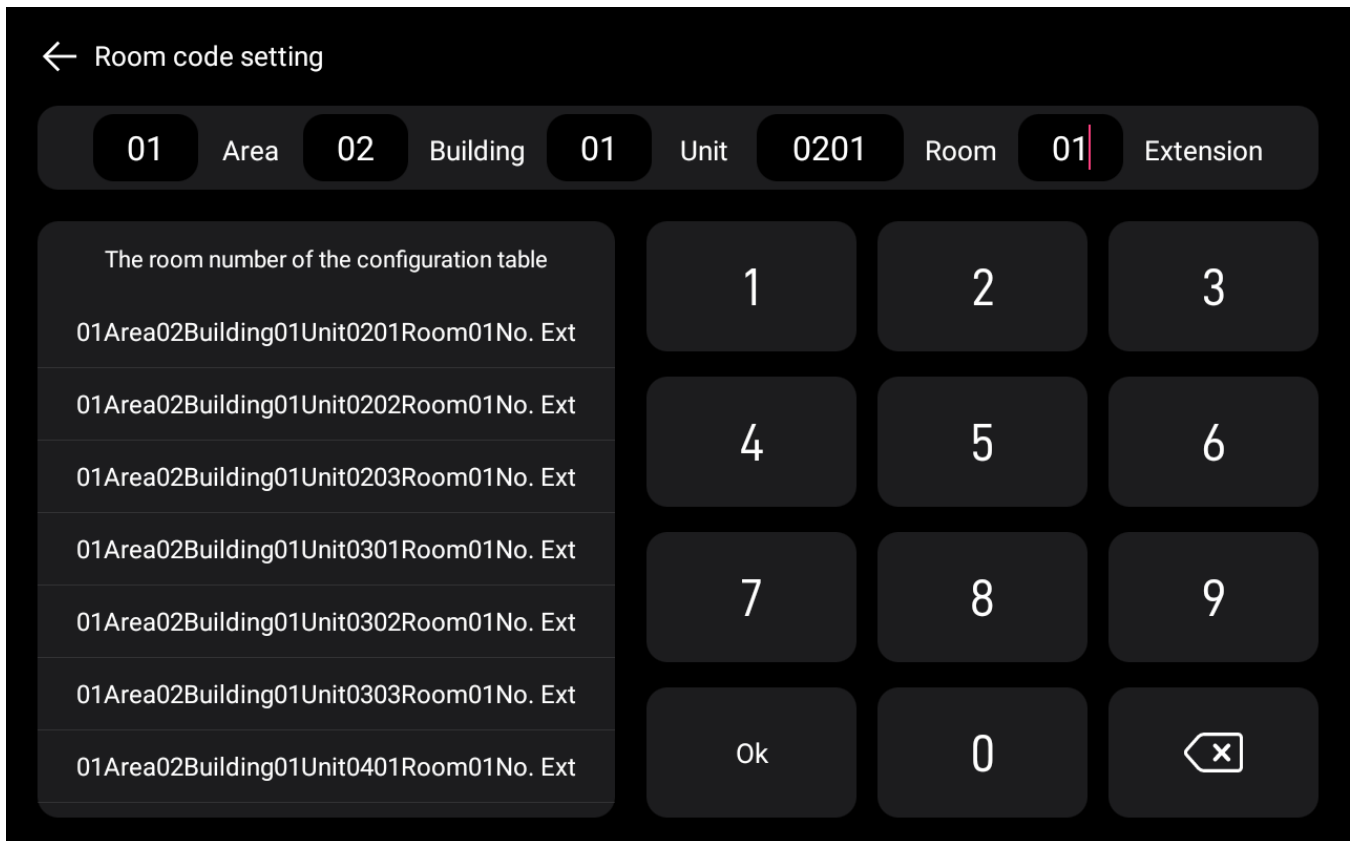 Room code setting
01 Area 02 Building 01 Unit 0201 Room 01 Extension
The room number of the configuration table
01Area02Building01Unit0201Room01No. Ext
01Area02Building01Unit0202Room01No. Ext
01Area02Building01Unit0203Room01No. Ext
01Area02Building01Unit0301Room01No. Ext
01Area02Building01Unit0302Room01No. Ext
01Area02Building01Unit0303Room01No. Ext
01Area02Building01Unit0401Room01No. Ext
1 2 3
4 5 6
7 8 9
Ok 0